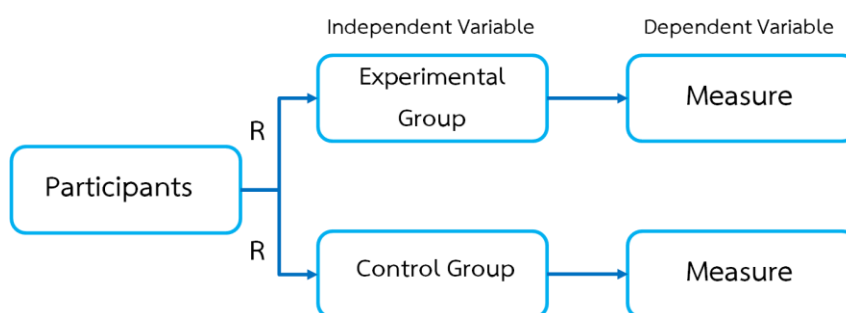 Independent Variable
Dependent Variable
Experimental
Group
Measure
R
Participants
R
Control Group
Measure